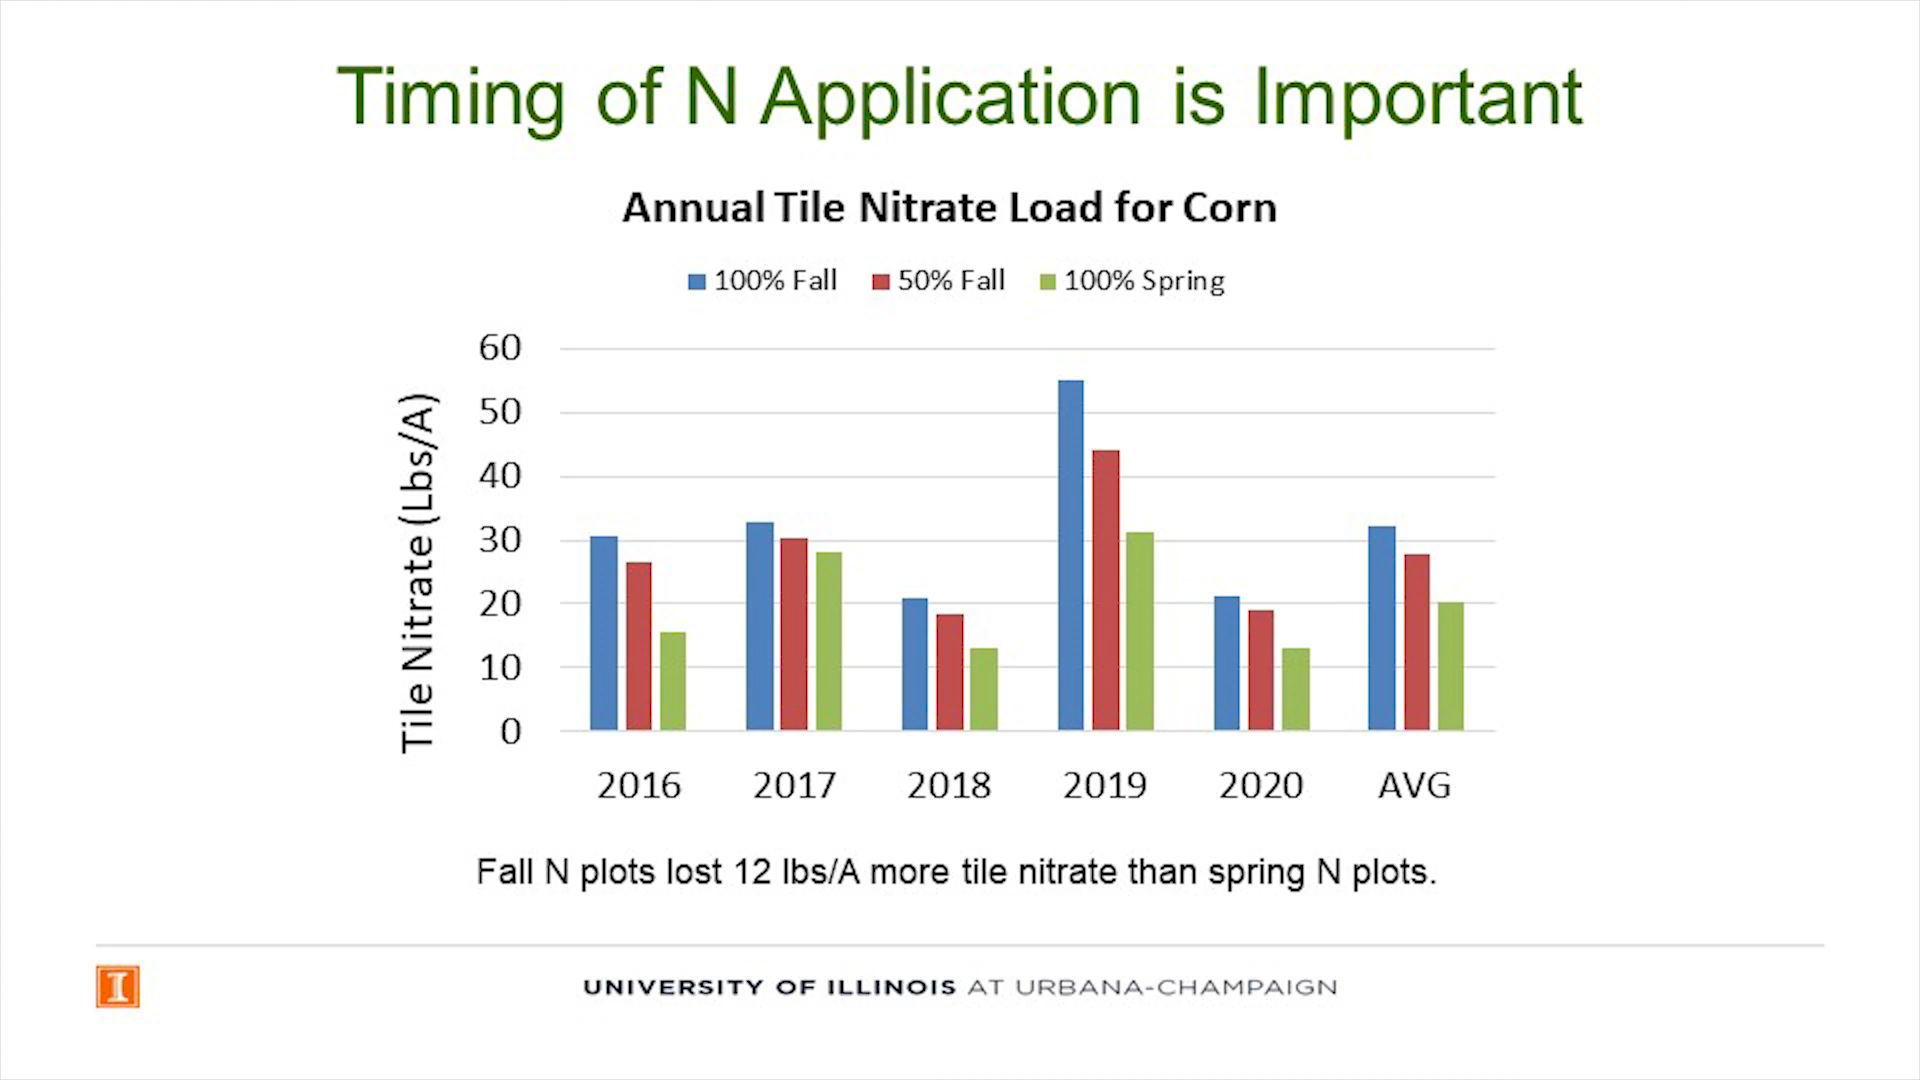 Timing of N Application is Important
Annual Tile Nitrate Load for Corn
100% Fall 50% Fall 100% Spring
Tile Nitrate (Lbs/A)
60
50
40
30
20
10
0
2016 2017 2018 2019 2020 AVG
Fall N plots lost 12 lbs/A more tile nitrate than spring N plots.
I
UNIVERSITY OF ILLINOIS AT URBANA-CHAMPAIGN